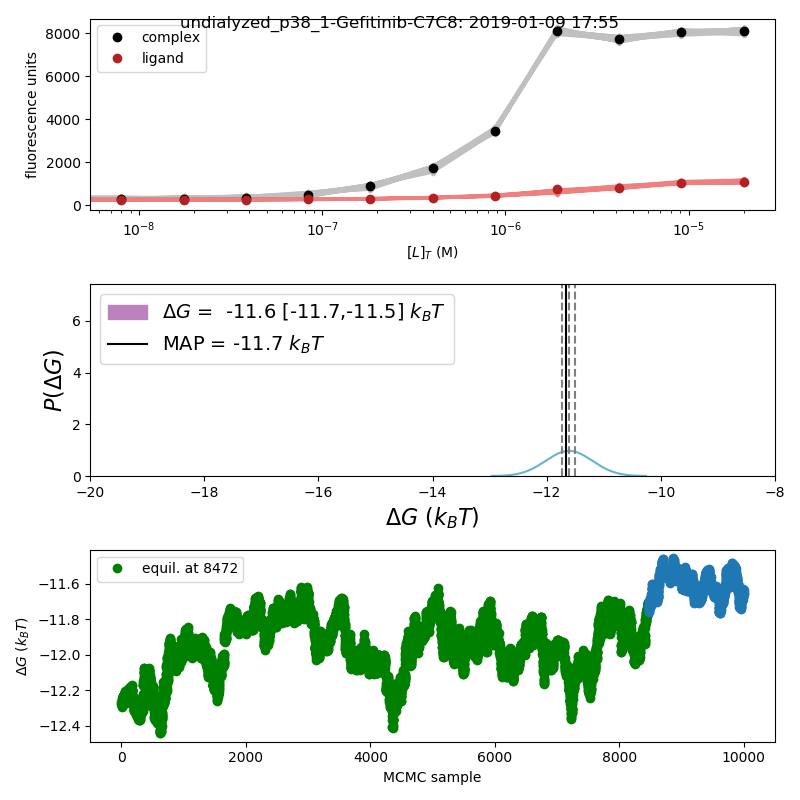 undialyzed_p38_1-Gefitinib-C7C8: 2019-01-09 17:55
complex
ligand
fluorescence units
8000
6000
4000
2000
0
10⁻⁸ 10⁻⁷ 10⁻⁶ 10⁻⁵
[L]_T (M)
ΔG = -11.6 [-11.7,-11.5] k_BT
MAP = -11.7 k_BT
P(ΔG)
6
4
2
0
−20 −18 −16 −14 −12 −10 −8
ΔG (k_BT)
equil. at 8472
ΔG (k_BT)
−11.6
−11.8
−12.0
−12.2
−12.4
0 2000 4000 6000 8000 10000
MCMC sample